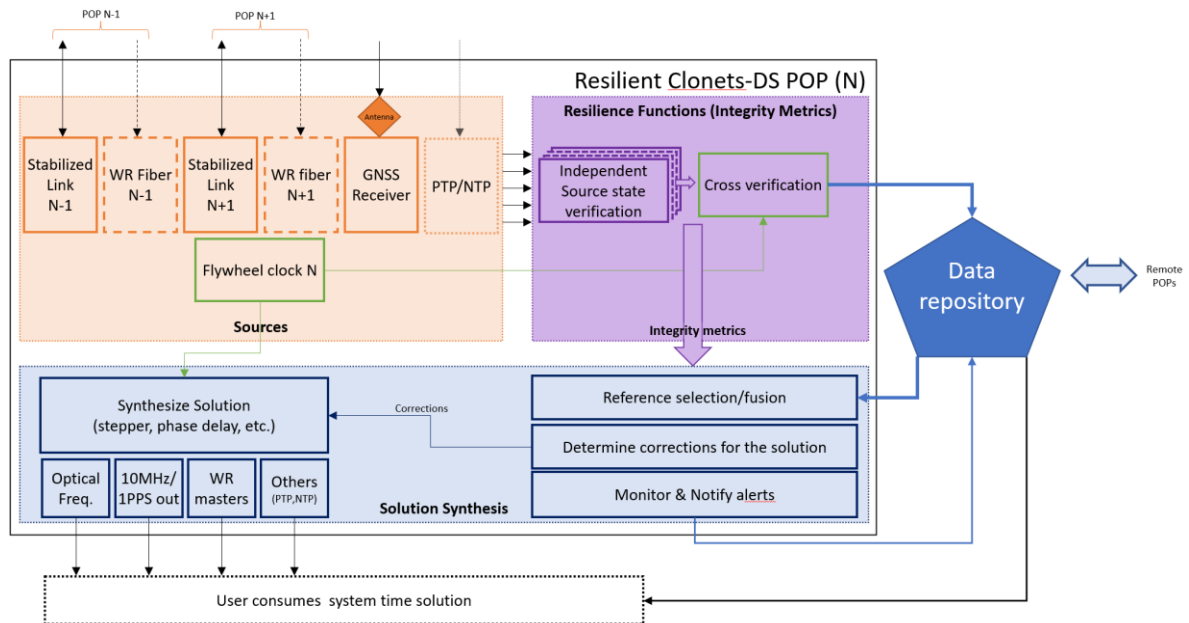 POP N-1
POP N+1
Resilient Clonets-DS POP (N)
Antenna
Resilience Functions (Integrity Metrics)
Stabilized
Link
N-1
WR Fiber
N-1
Stabilized
Link
N+1
WR fiber
N+1
GNSS
Receiver
PTP/NTP
Independent
Source state
verification
Cross verification
Flywheel clock N
Sources
Integrity metrics
Data
repository
Remote
POPs
Synthesize Solution
(stepper, phase delay, etc.)
Corrections
Reference selection/fusion
Determine corrections for the solution
Monitor & Notify alerts
Optical
Freq.
10MHz/
1PPS out
WR
masters
Others
(PTP,NTP)
Solution Synthesis
User consumes system time solution